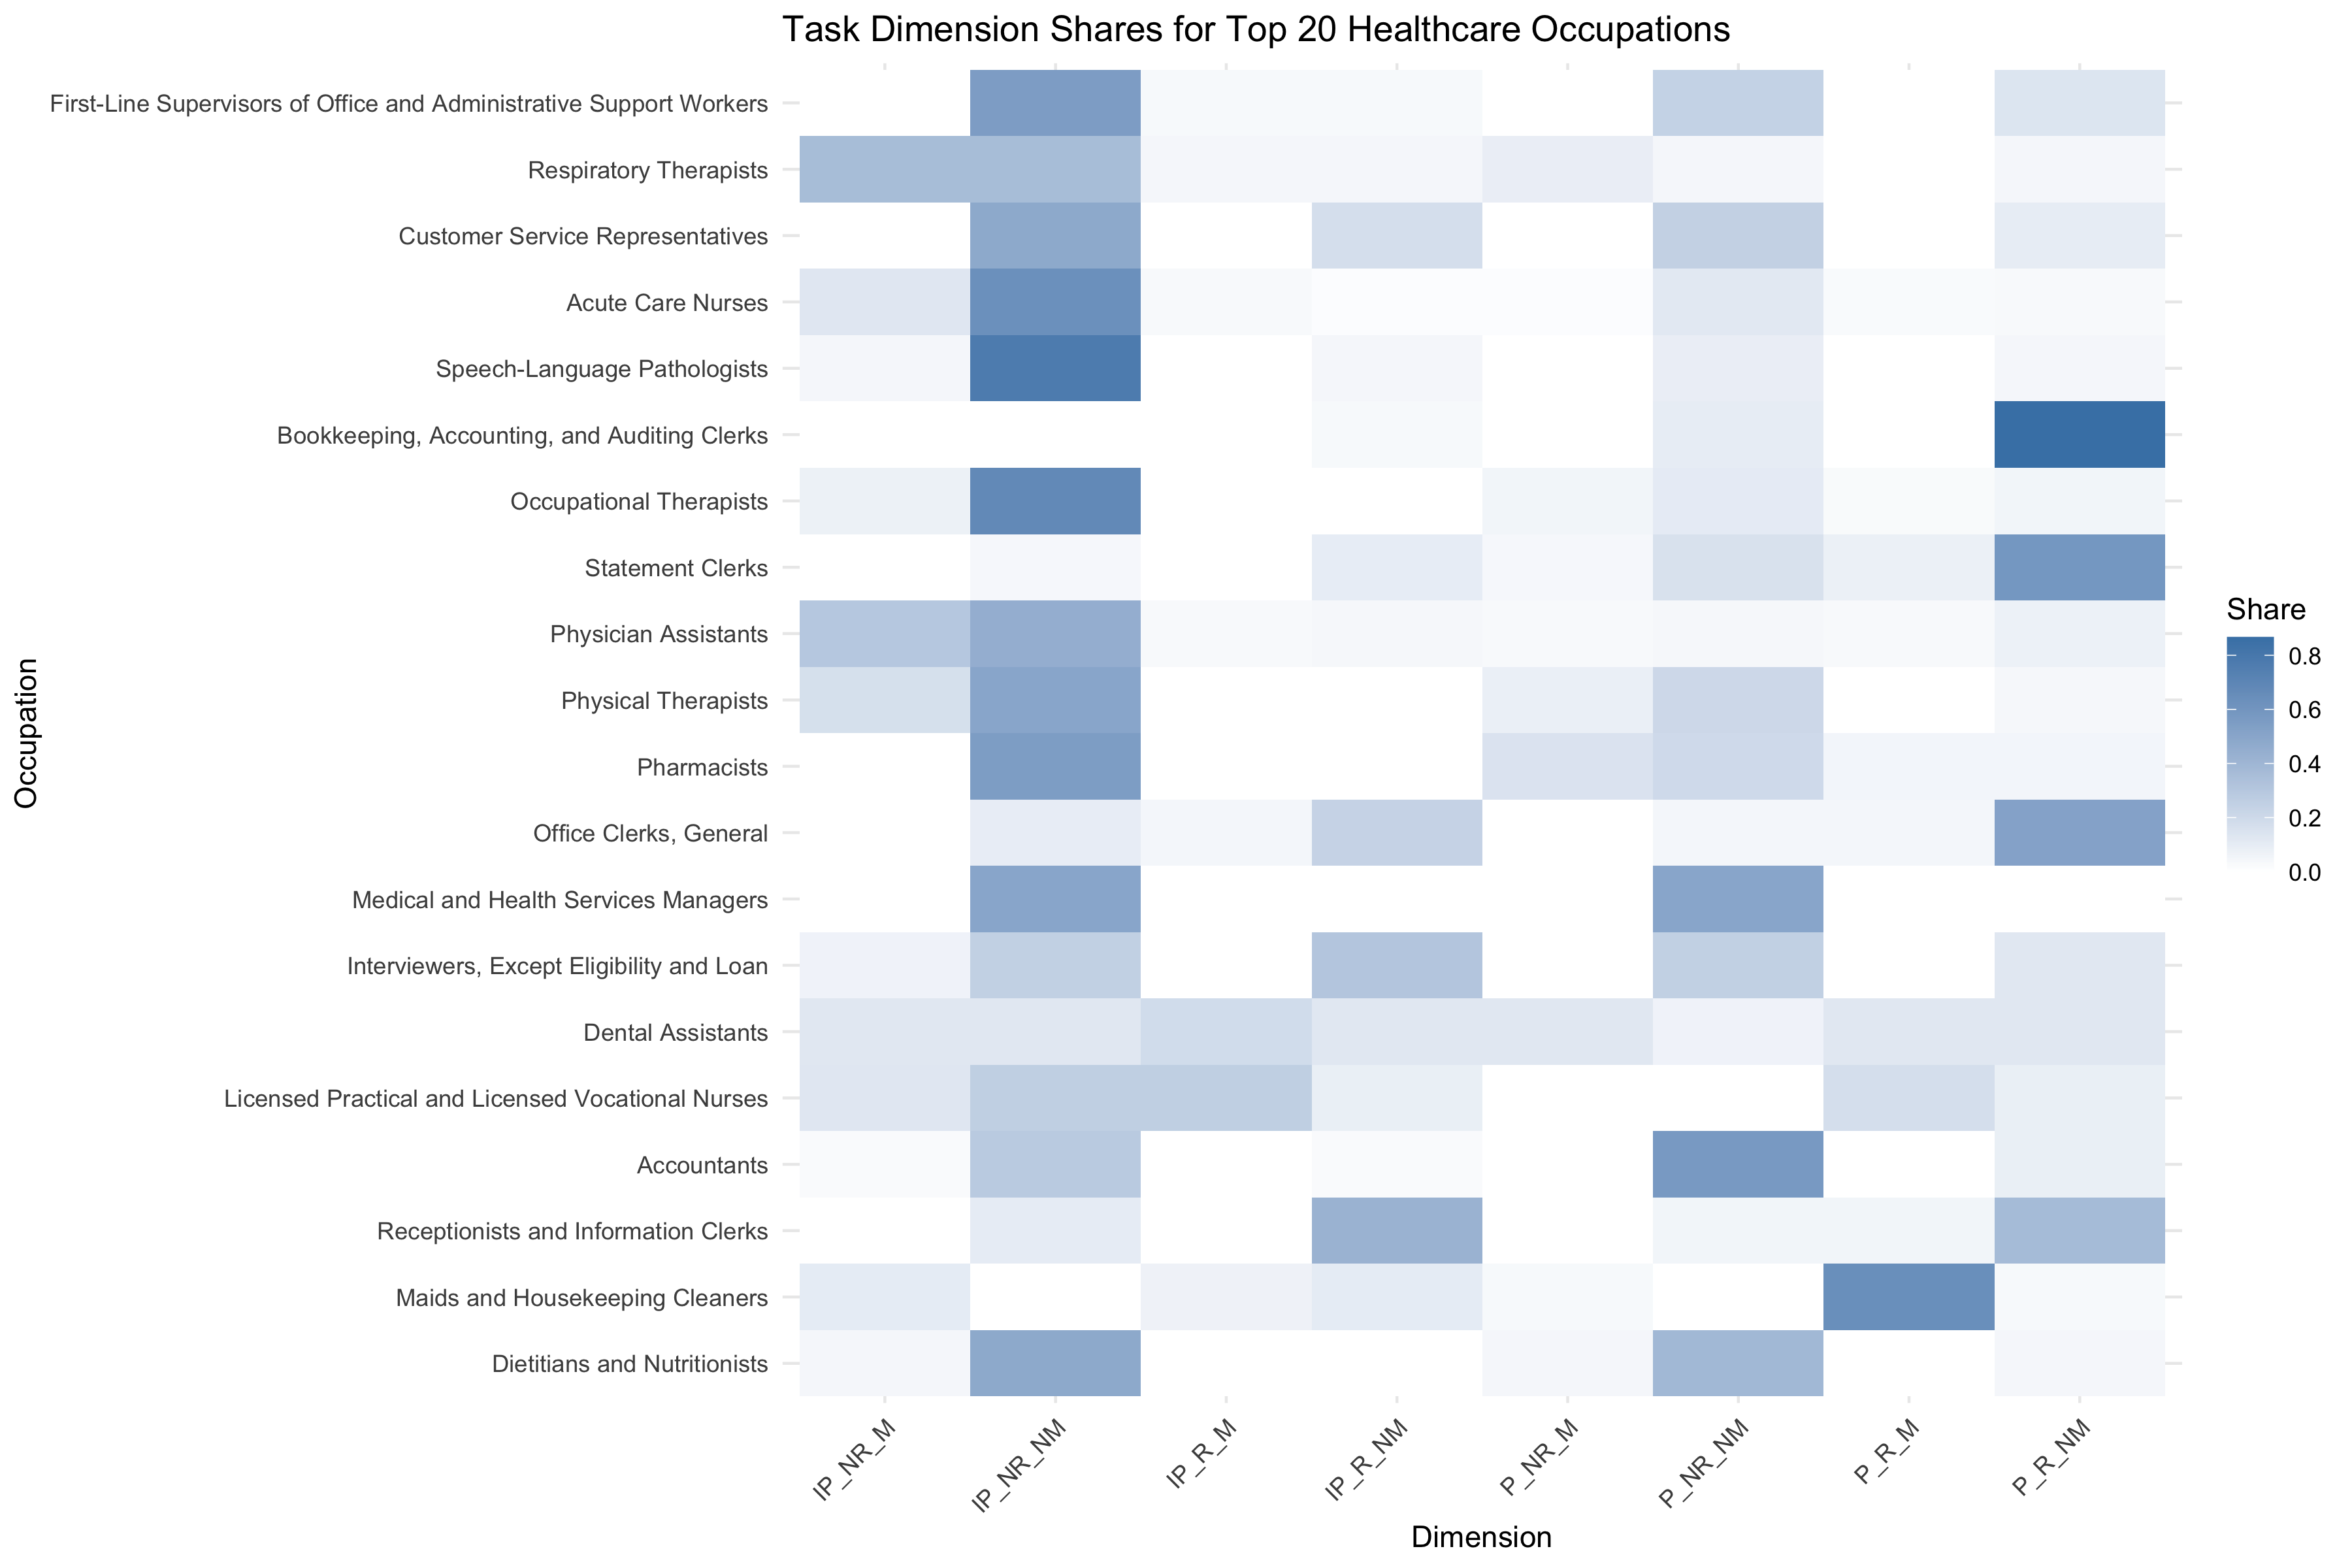 Task Dimension Shares for Top 20 Healthcare Occupations
First-Line Supervisors of Office and Administrative Support Workers
Respiratory Therapists
Customer Service Representatives
Acute Care Nurses
Speech-Language Pathologists
Bookkeeping, Accounting, and Auditing Clerks
Occupational Therapists
Statement Clerks
Physician Assistants
Physical Therapists
Pharmacists
Office Clerks, General
Medical and Health Services Managers
Interviewers, Except Eligibility and Loan
Dental Assistants
Licensed Practical and Licensed Vocational Nurses
Accountants
Receptionists and Information Clerks
Maids and Housekeeping Cleaners
Dietitians and Nutritionists
Occupation
IP_NR_M
IP_NR_NM
IP_R_M
IP_R_NM
P_NR_M
P_NR_NM
P_R_M
P_R_NM
Dimension
Share
0.8
0.6
0.4
0.2
0.0